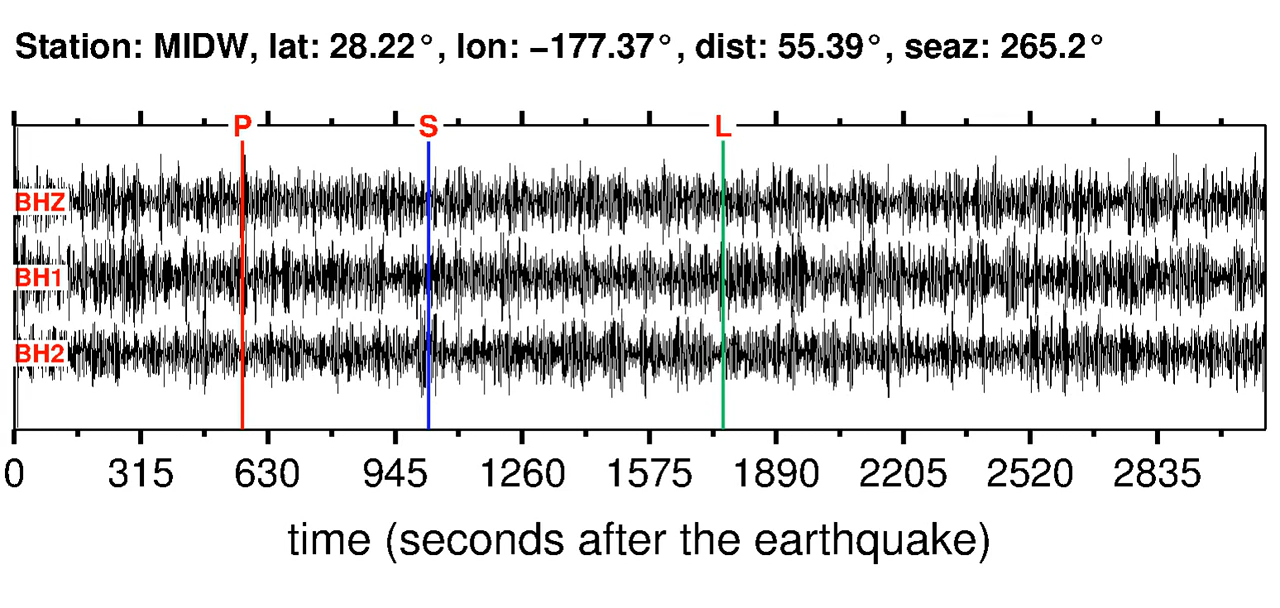 Station: MIDW, lat: 28.22°, lon: −177.37°, dist: 55.39°, seaz: 265.2°
P S L
BHZ
BH1
BH2
0 315 630 945 1260 1575 1890 2205 2520 2835
time (seconds after the earthquake)